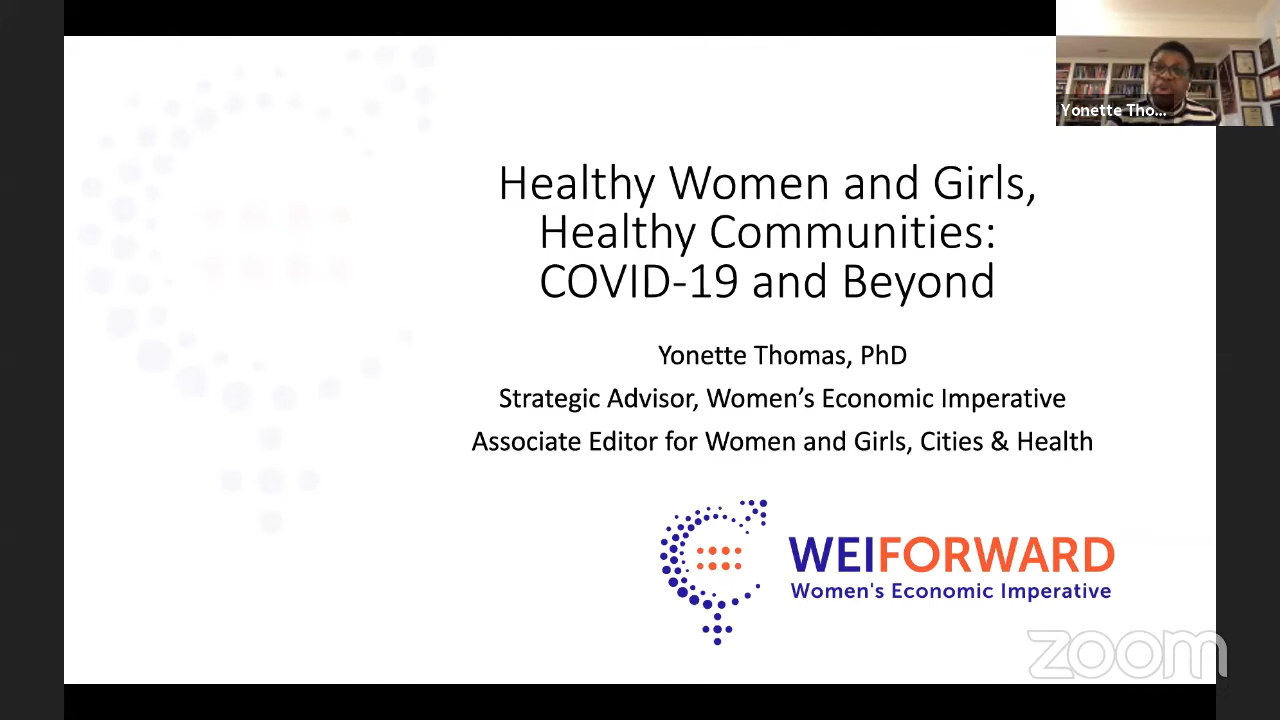 Yonette Tho...
Healthy Women and Girls,
Healthy Communities:
COVID-19 and Beyond
Yonette Thomas, PhD
Strategic Advisor, Women’s Economic Imperative
Associate Editor for Women and Girls, Cities & Health
WEIFORWARD
Women's Economic Imperative
zoom